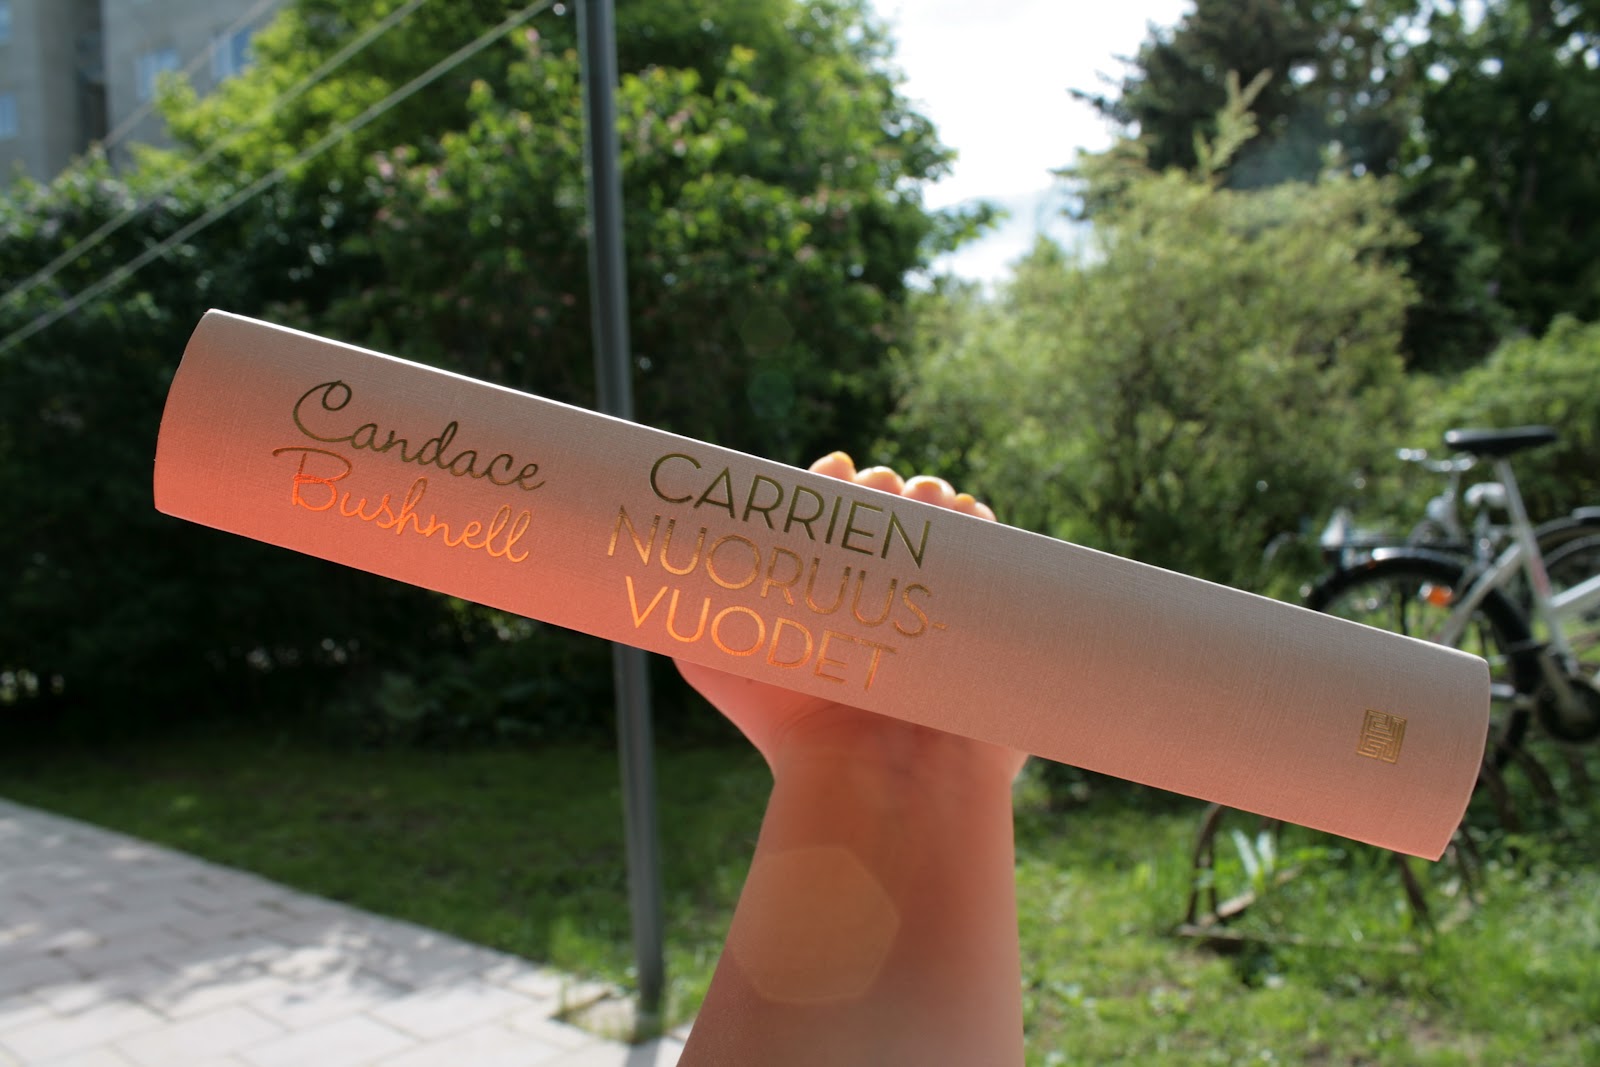 Candace
Bushnell
CARRIEN
NUORUUS-
VUODET